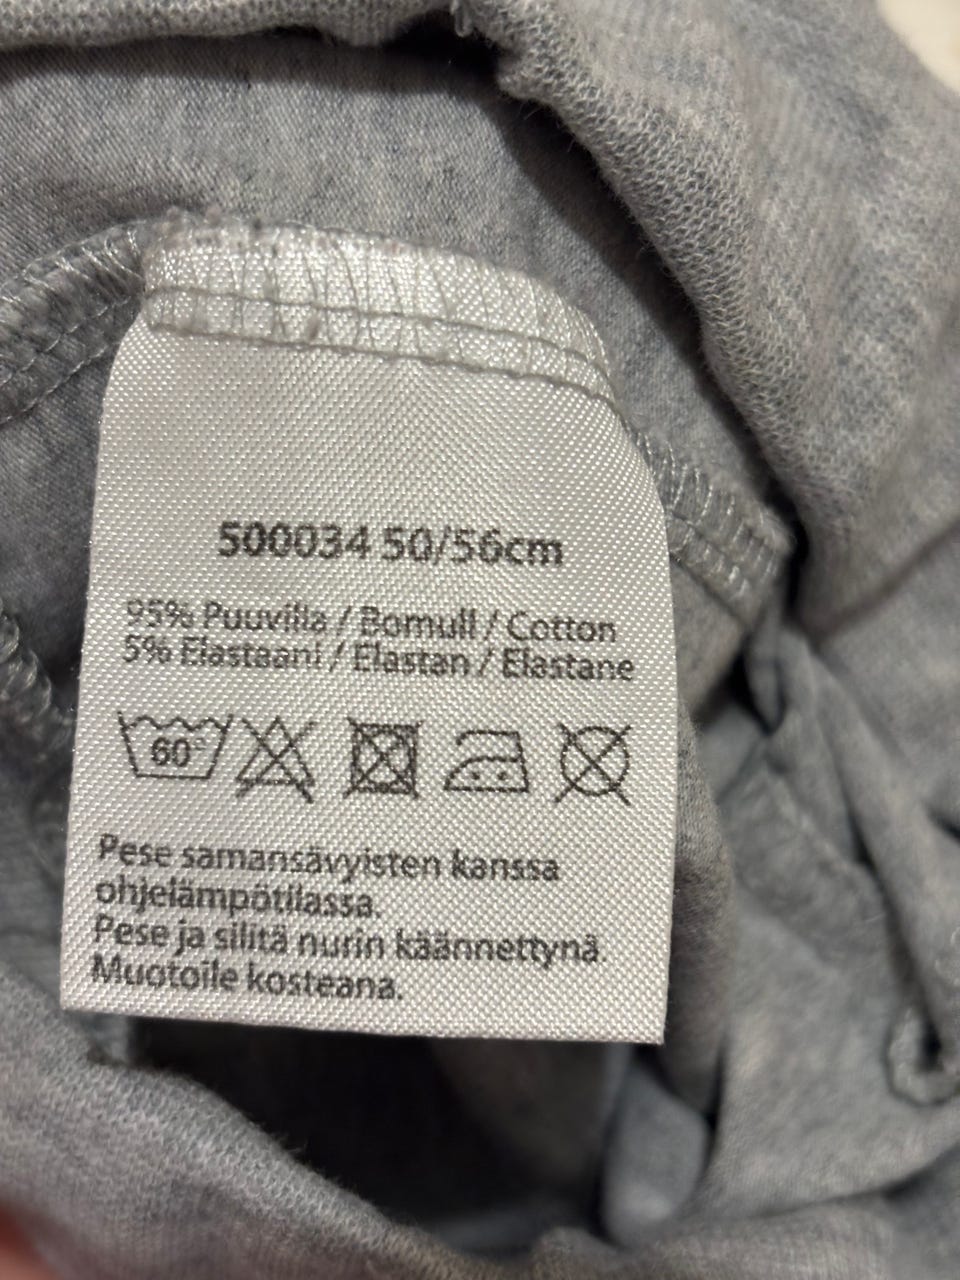 500034 50/56cm
95% Puuvilla / Bomull / Cotton
5% Elastaani / Elastan / Elastane
60°
Pese samansävyisten kanssa
ohjelämpötilassa.
Pese ja silitä nurin käännettynä.
Muotoile kosteana.